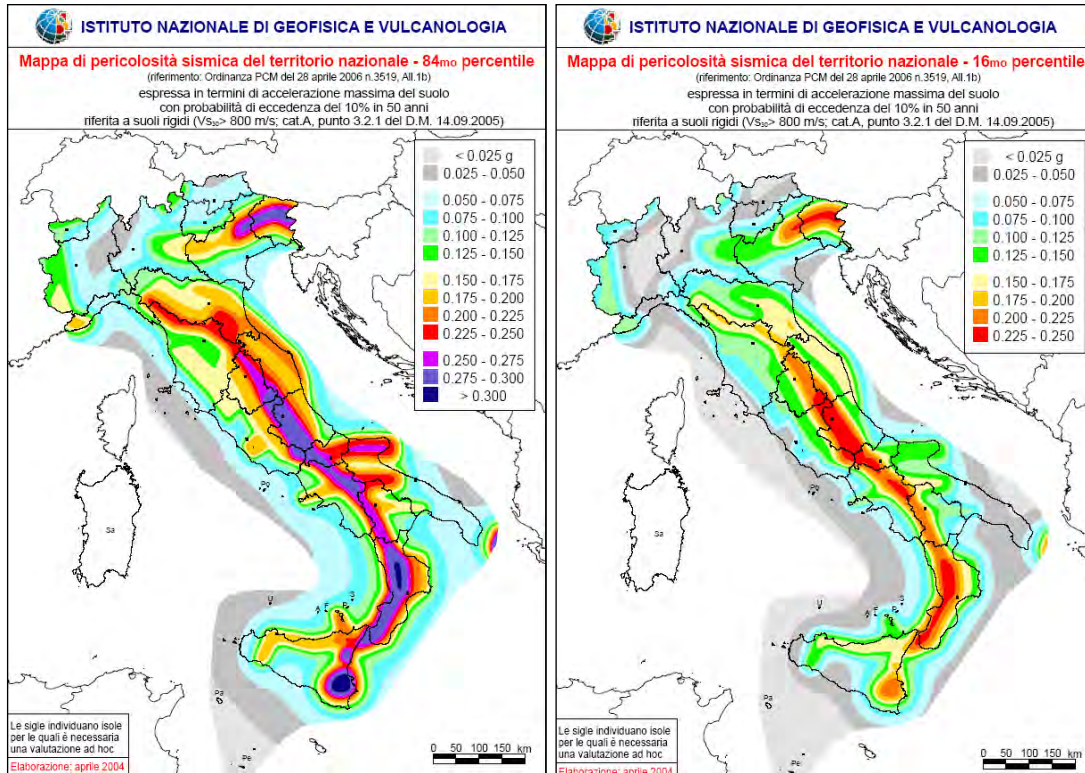 ISTITUTO NAZIONALE DI GEOFISICA E VULCANOLOGIA
Mappa di pericolosità sismica del territorio nazionale - 84mo percentile
(riferimento: Ordinanza PCM del 28 aprile 2006 n.3519, All.1b)
espressa in termini di accelerazione massima del suolo
con probabilità di eccedenza del 10% in 50 anni
riferita a suoli rigidi (Vs30> 800 m/s; cat.A, punto 3.2.1 del D.M. 14.09.2005)
< 0.025 g
0.025 - 0.050
0.050 - 0.075
0.075 - 0.100
0.100 - 0.125
0.125 - 0.150
0.150 - 0.175
0.175 - 0.200
0.200 - 0.225
0.225 - 0.250
0.250 - 0.275
0.275 - 0.300
> 0.300
Sa
Po
U
A
F
P
S
Pa
Pe
Le sigle individuano isole
per le quali è necessaria
una valutazione ad hoc
Elaborazione: aprile 2004
km
0 50 100 150
ISTITUTO NAZIONALE DI GEOFISICA E VULCANOLOGIA
Mappa di pericolosità sismica del territorio nazionale - 16mo percentile
(riferimento: Ordinanza PCM del 28 aprile 2006 n.3519, All.1b)
espressa in termini di accelerazione massima del suolo
con probabilità di eccedenza del 10% in 50 anni
riferita a suoli rigidi (Vs30> 800 m/s; cat.A, punto 3.2.1 del D.M. 14.09.2005)
< 0.025 g
0.025 - 0.050
0.050 - 0.075
0.075 - 0.100
0.100 - 0.125
0.125 - 0.150
0.150 - 0.175
0.175 - 0.200
0.200 - 0.225
0.225 - 0.250
Sa
Po
U
A
F
P
S
Pa
Pe
Le sigle individuano isole
per le quali è necessaria
una valutazione ad hoc
Elaborazione: aprile 2004
km
0 50 100 150